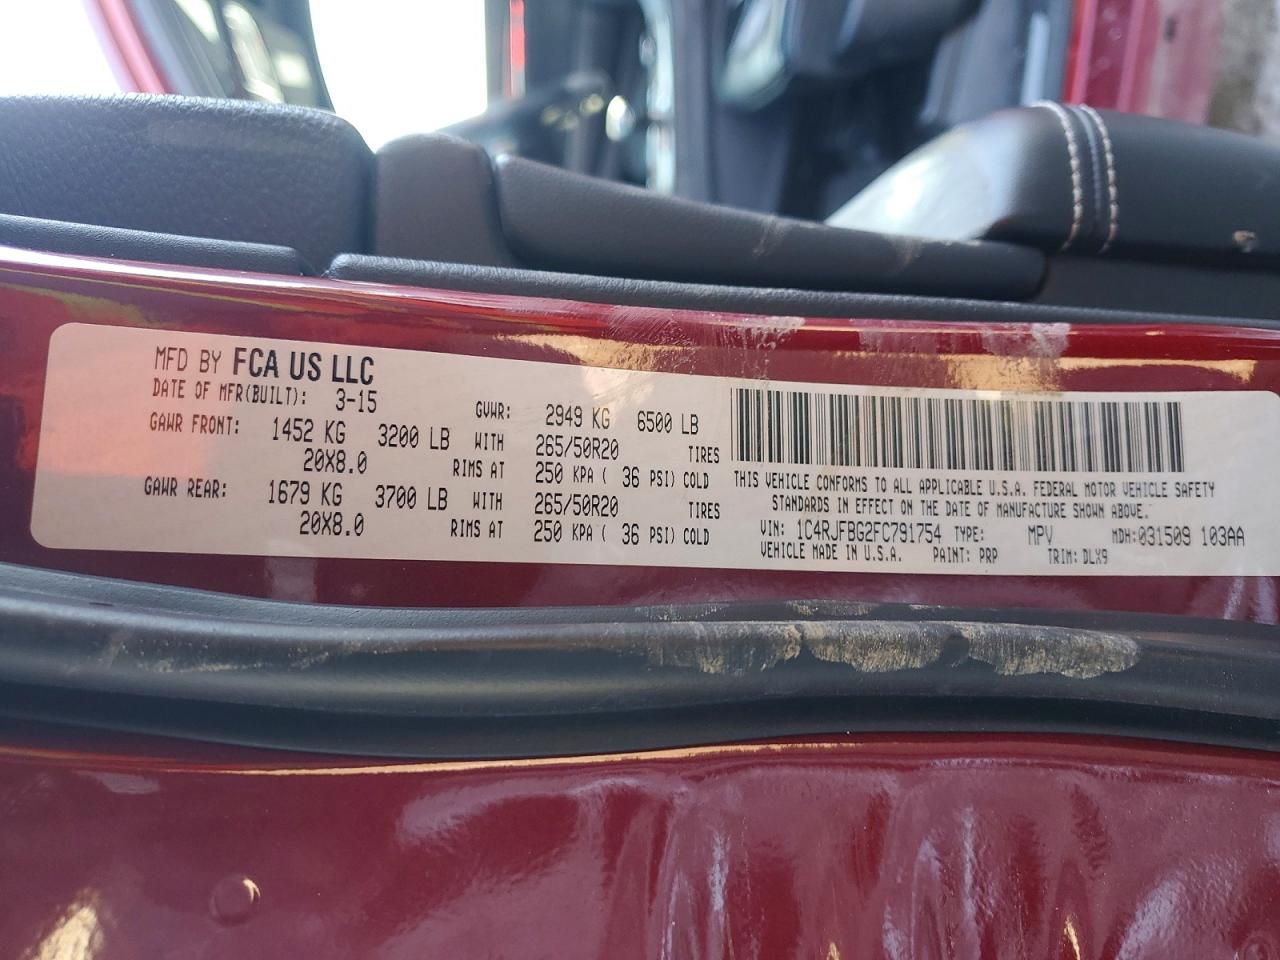 MFD BY FCA US LLC
DATE OF MFR(BUILT): 3-15 GVWR: 2949 KG 6500 LB
GAWR FRONT: 1452 KG 3200 LB WITH 265/50R20 TIRES
20X8.0 RIMS AT 250 KPA ( 36 PSI) COLD
GAWR REAR: 1679 KG 3700 LB WITH 265/50R20 TIRES
20X8.0 RIMS AT 250 KPA ( 36 PSI) COLD
THIS VEHICLE CONFORMS TO ALL APPLICABLE U.S.A. FEDERAL MOTOR VEHICLE SAFETY
STANDARDS IN EFFECT ON THE DATE OF MANUFACTURE SHOWN ABOVE.
VIN: 1C4RJFBG2FC791754 TYPE: MPV MDH:031509 103AA
VEHICLE MADE IN U.S.A. PAINT: PRP TRIM: DLX9